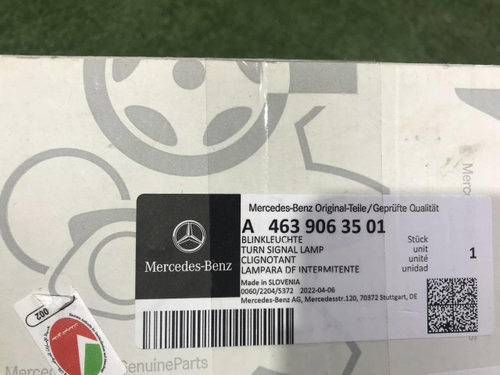 Mercedes-Benz Original-Teile/Geprüfte Qualität
A 463 906 35 01
BLINKLEUCHTE
TURN SIGNAL LAMP
CLIGNOTANT
LAMPARA DF INTERMITENTE
Stück
unit
unité
unidad
1
Mercedes-Benz
Made in SLOVENIA
0060/2204/5372 2022-04-06
Mercedes-Benz AG, Mercedesstr.120, 70372 Stuttgart, DE
002
GenuineParts